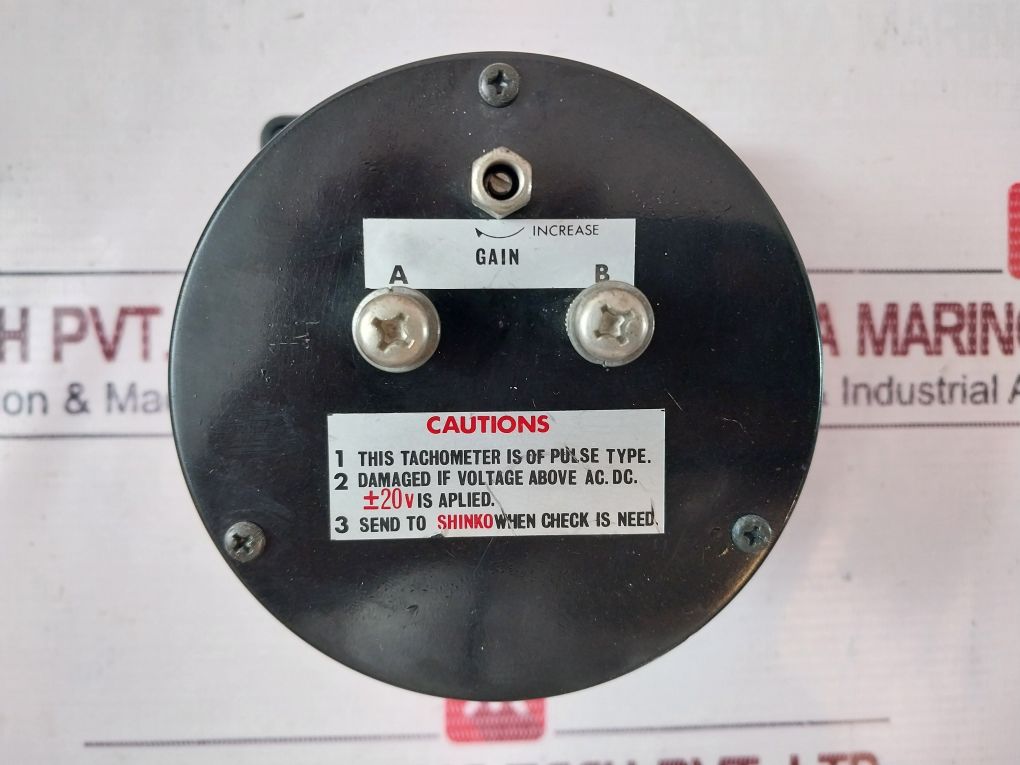 INCREASE
GAIN
A B
H PVT.
A MARINO
on & Ma
& Industrial A
CAUTIONS
1 THIS TACHOMETER IS OF PULSE TYPE.
2 DAMAGED IF VOLTAGE ABOVE AC. DC.
±20V IS APLIED.
3 SEND TO SHINKO WHEN CHECK IS NEED.